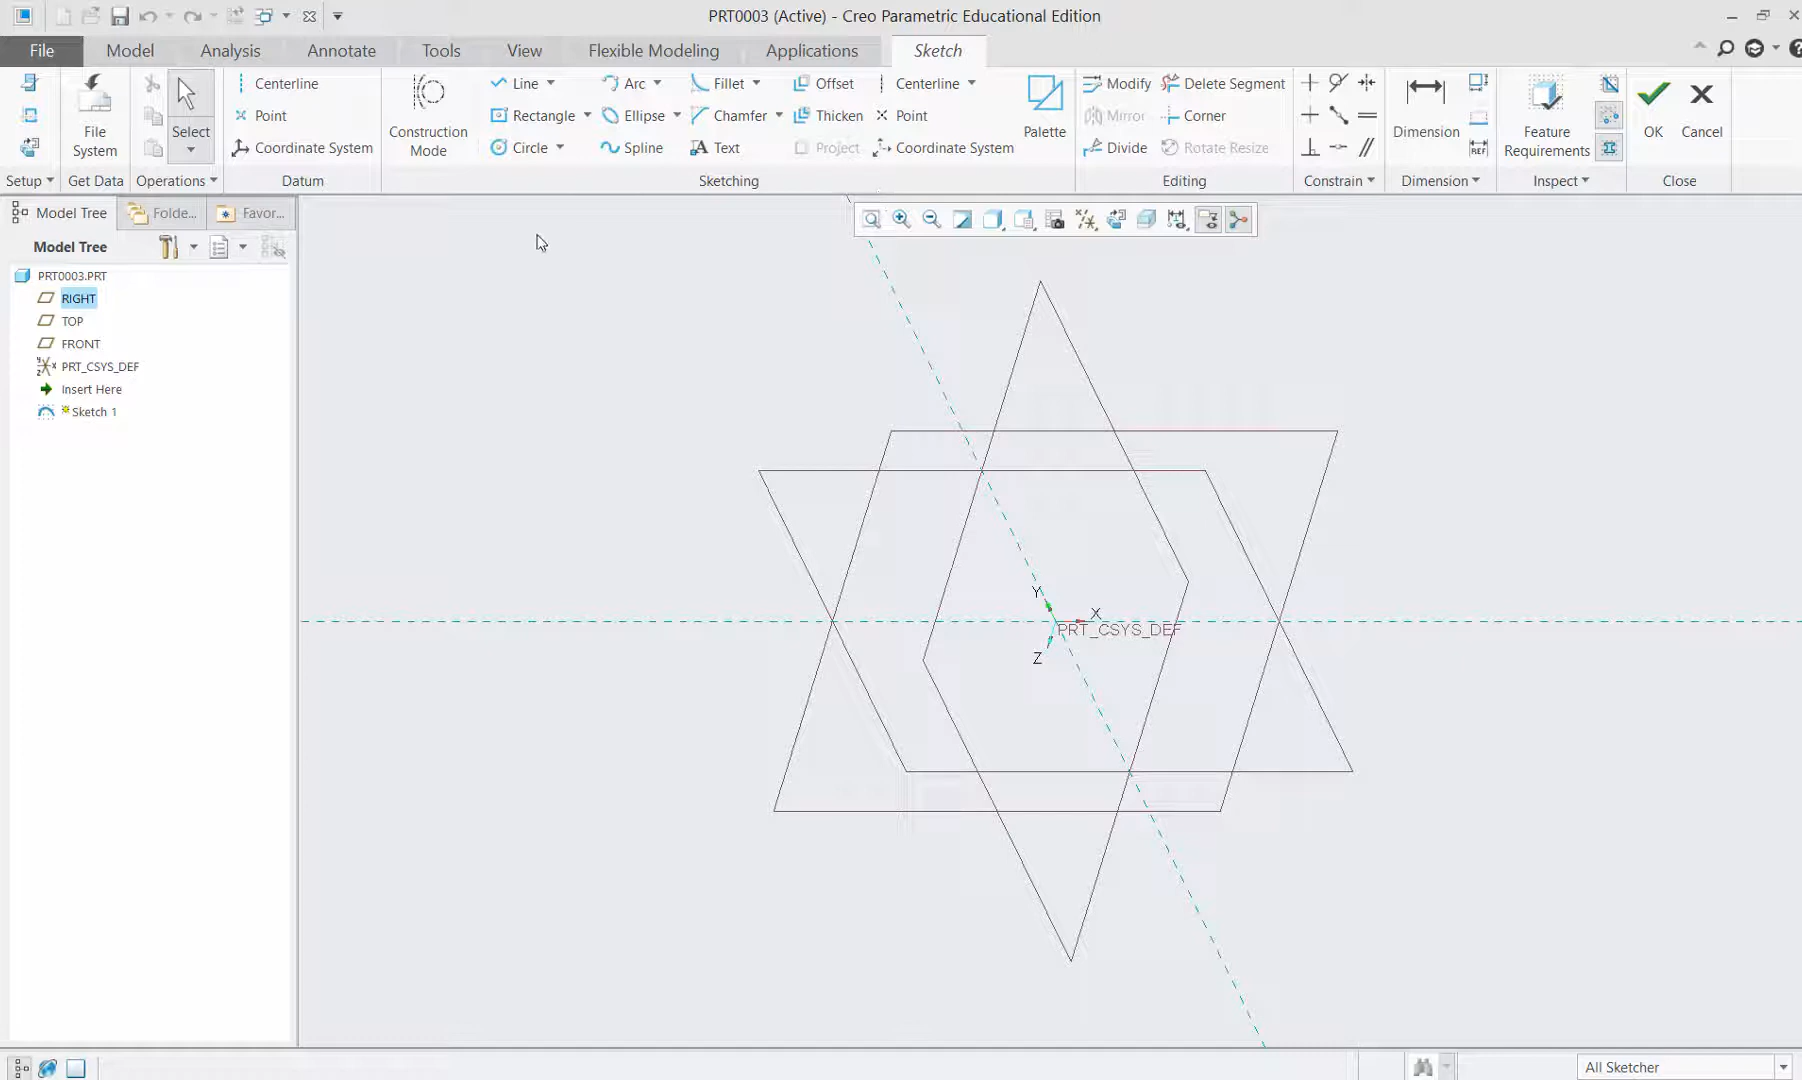 PRT0003 (Active) - Creo Parametric Educational Edition
File Model Analysis Annotate Tools View Flexible Modeling Applications Sketch
Centerline Line Arc Fillet Offset Centerline Modify Delete Segment
Point Rectangle Ellipse Chamfer Thicken Point Mirror Corner
Coordinate System Circle Spline Text Project Coordinate System Divide Rotate Resize
File System
Select
Construction Mode
Palette
Dimension
REF
Feature Requirements
OK
Cancel
Setup Get Data Operations Datum Sketching Editing Constrain Dimension Inspect Close
Model Tree Folde... Favor...
Model Tree
PRT0003.PRT
RIGHT
TOP
FRONT
PRT_CSYS_DEF
Insert Here
Sketch 1
Y
X
PRT_CSYS_DEF
Z
All Sketcher